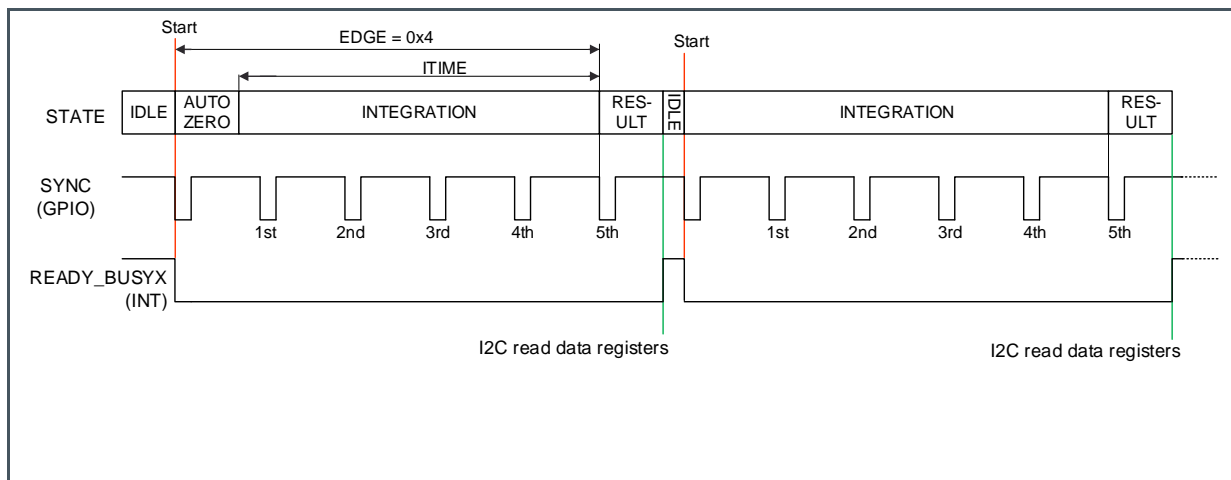 Start
EDGE = 0x4
Start
ITIME
STATE
IDLE
AUTO
ZERO
INTEGRATION
RES-
ULT
IDLE
INTEGRATION
RES-
ULT
SYNC
(GPIO)
1st
2nd
3rd
4th
5th
1st
2nd
3rd
4th
5th
READY_BUSYX
(INT)
I2C read data registers
I2C read data registers